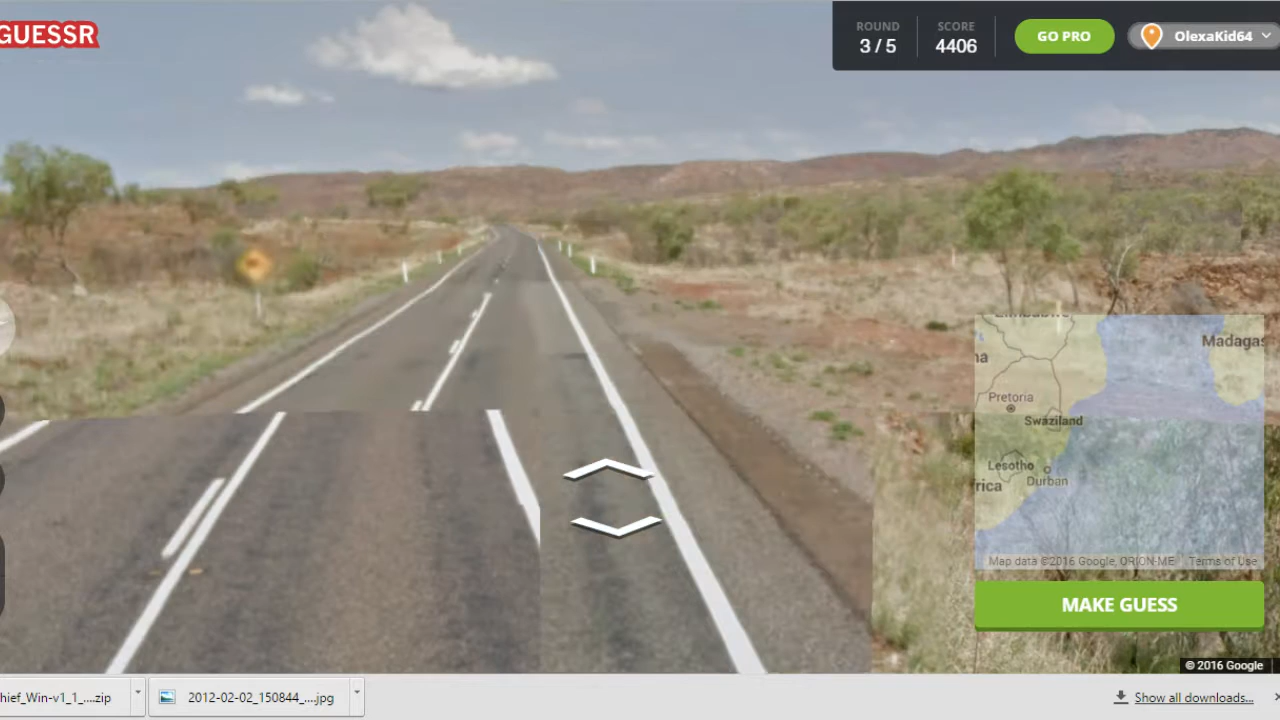 GUESSR
ROUND
3 / 5
SCORE
4406
GO PRO
OlexaKid64
Madagas
na
Pretoria
Swaziland
Lesotho
Durban
rica
Map data ©2016 Google, ORION-ME
Terms of Use
MAKE GUESS
© 2016 Google
hief_Win-v1_1_....zip
2012-02-02_150844_....jpg
Show all downloads...